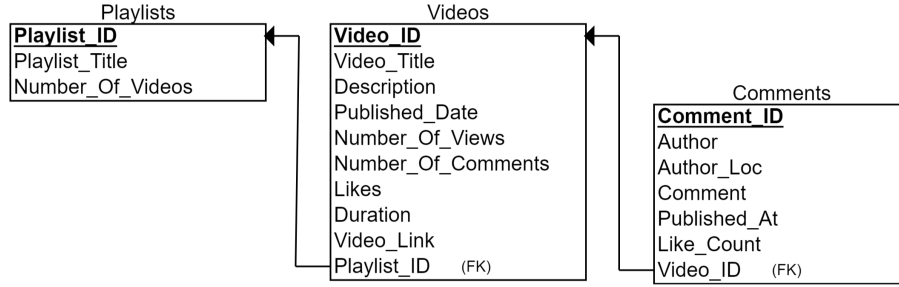 Playlists
Playlist_ID
Playlist_Title
Number_Of_Videos
Videos
Video_ID
Video_Title
Description
Published_Date
Number_Of_Views
Number_Of_Comments
Likes
Duration
Video_Link
Playlist_ID (FK)
Comments
Comment_ID
Author
Author_Loc
Comment
Published_At
Like_Count
Video_ID (FK)